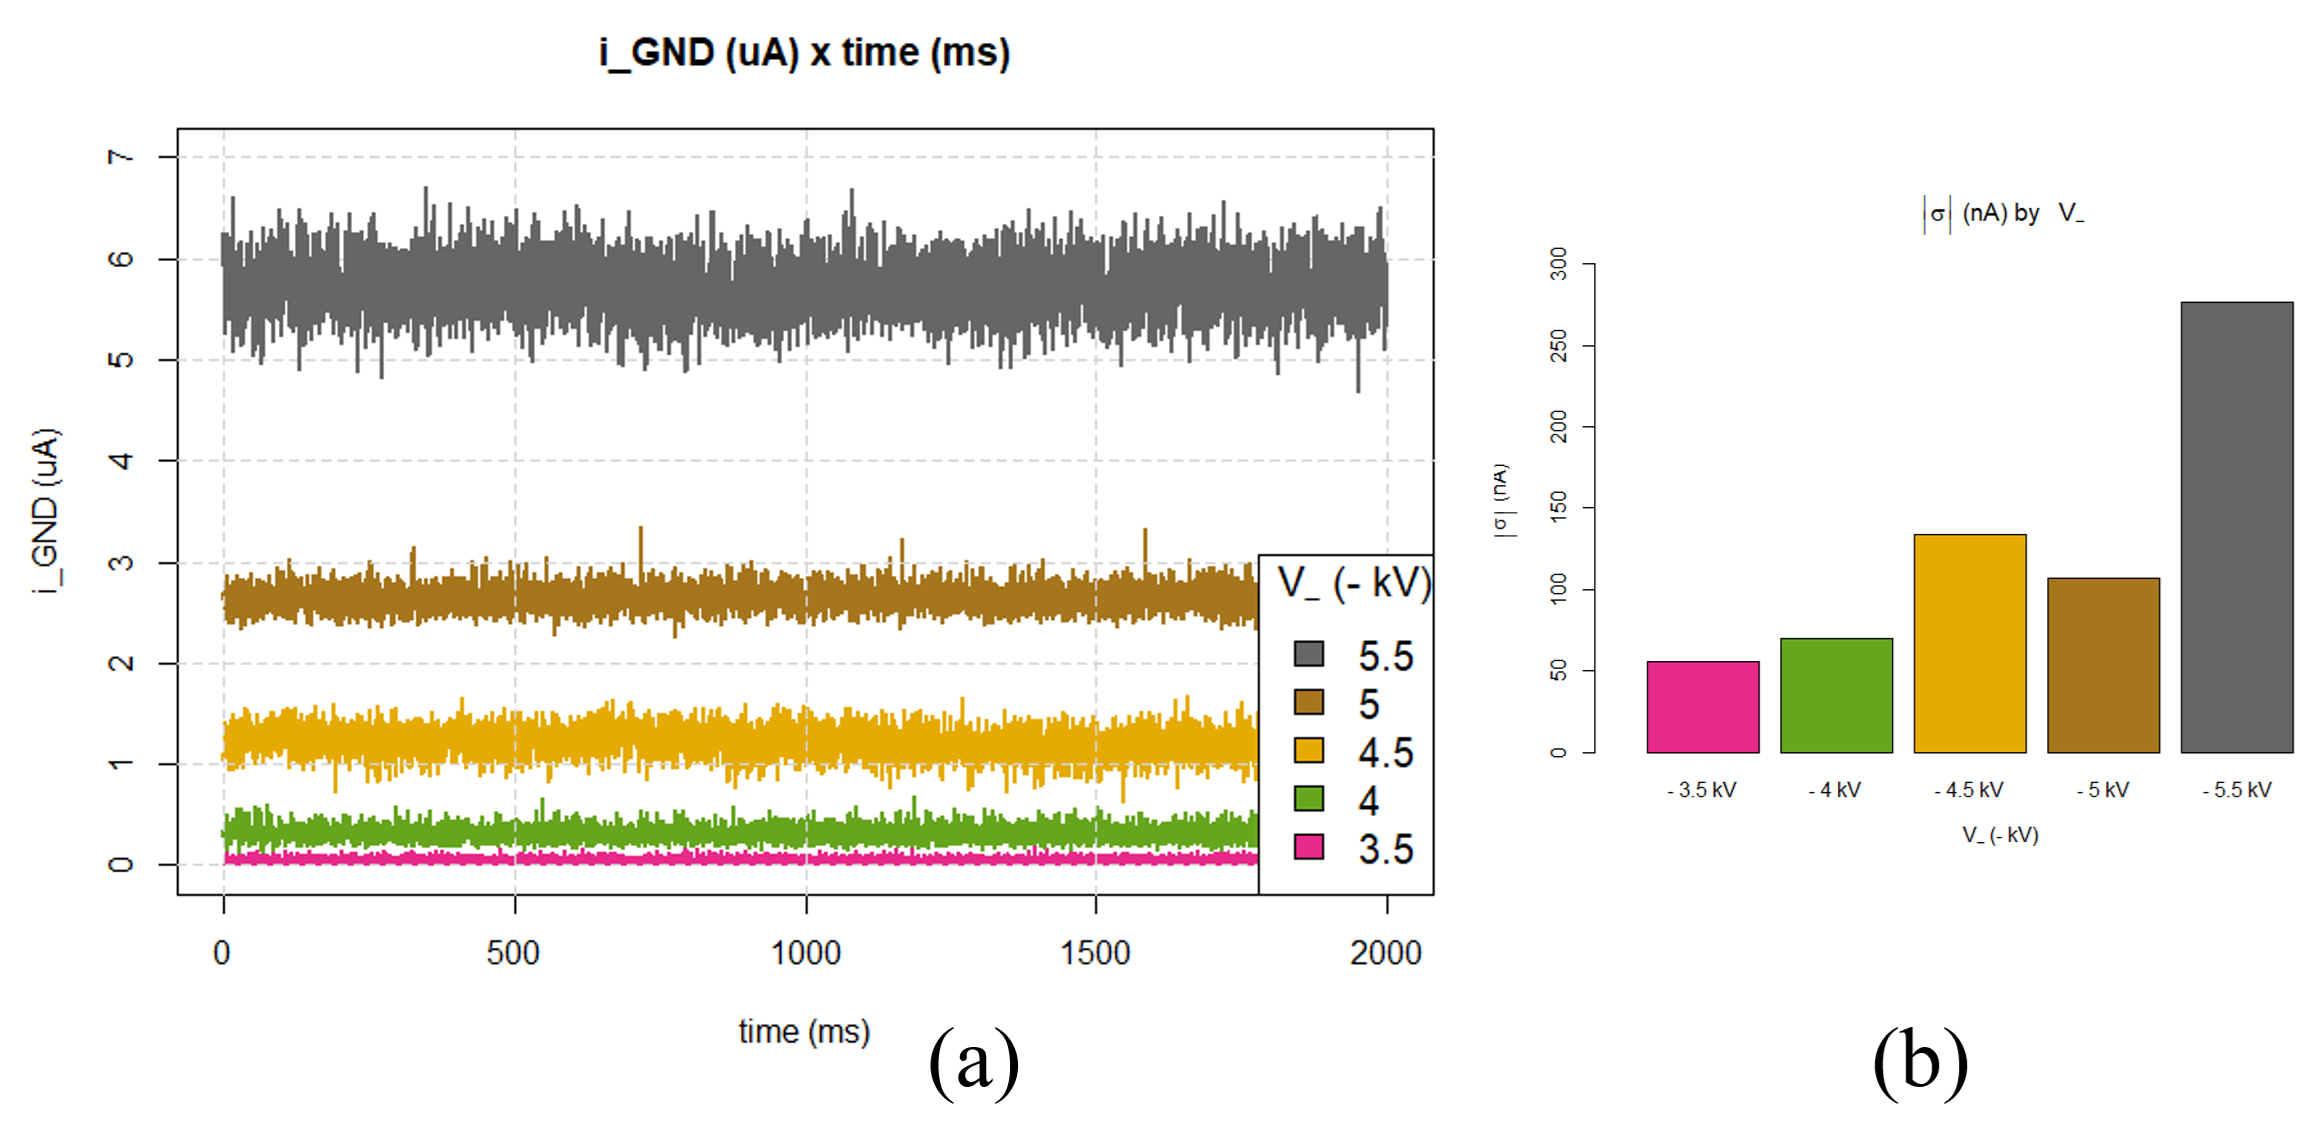 i_GND (uA) x time (ms)
7
6
5
4
3
2
1
0
i_GND (uA)
0 500 1000 1500 2000
time (ms)
V_ (- kV)
5.5
5
4.5
4
3.5
(a)
|σ| (nA) by V_
300
250
200
150
100
50
0
|σ| (nA)
- 3.5 kV - 4 kV - 4.5 kV - 5 kV - 5.5 kV
V_ (- kV)
(b)